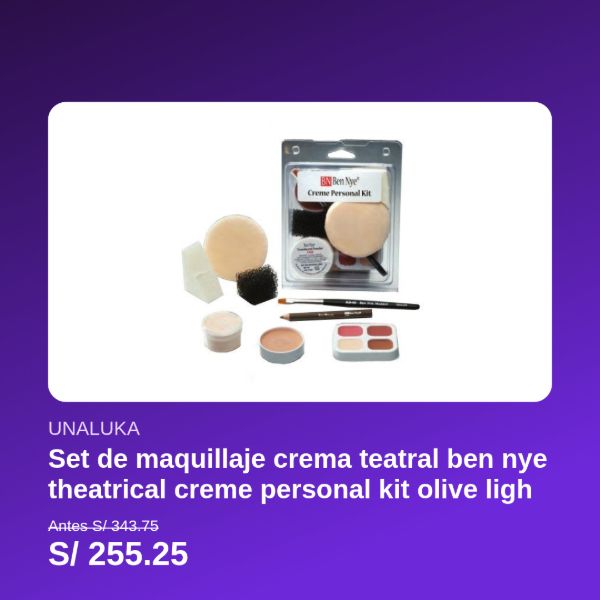 BN Ben Nye
Creme Personal Kit
UNALUKA
Set de maquillaje crema teatral ben nye
theatrical creme personal kit olive ligh
Antes S/ 343.75
S/ 255.25